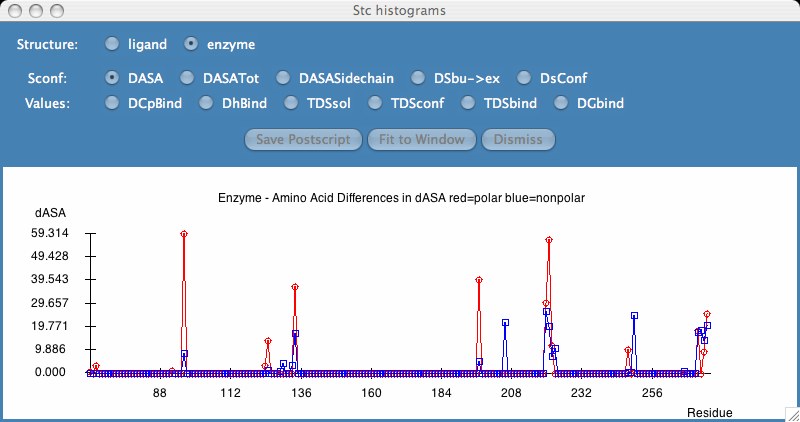 Stc histograms
Structure: ligand enzyme
Sconf: DASA DASATot DASASidechain DSbu->ex DsConf
Values: DCpBind DhBind TDSsol TDSconf TDSbind DGbind
Save Postscript Fit to Window Dismiss
Enzyme - Amino Acid Differences in dASA red=polar blue=nonpolar
dASA
59.314
49.428
39.543
29.657
19.771
9.886
0.000
88 112 136 160 184 208 232 256
Residue